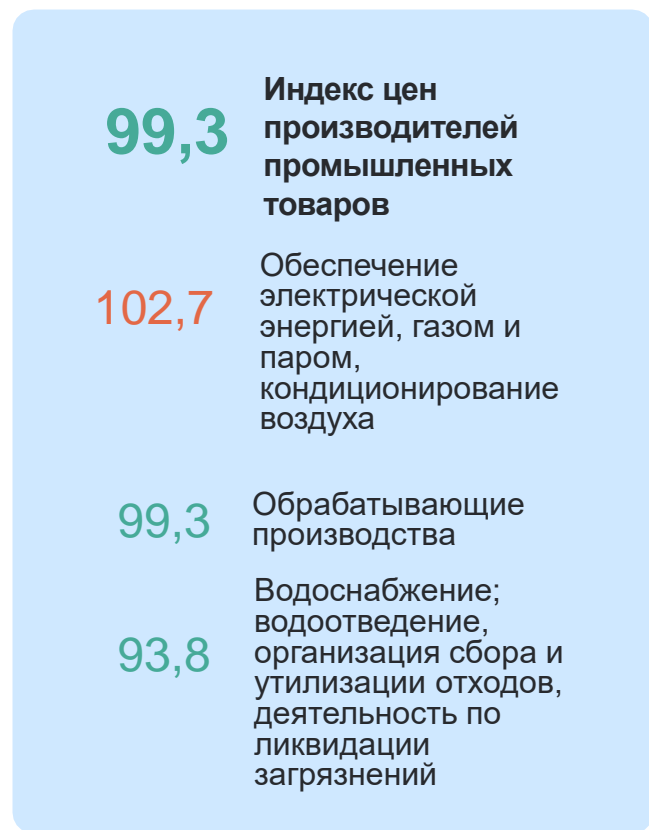 99,3
Индекс цен
производителей
промышленных
товаров
102,7
Обеспечение
электрической
энергией, газом и
паром,
кондиционирование
воздуха
99,3
Обрабатывающие
производства
93,8
Водоснабжение;
водоотведение,
организация сбора и
утилизации отходов,
деятельность по
ликвидации
загрязнений